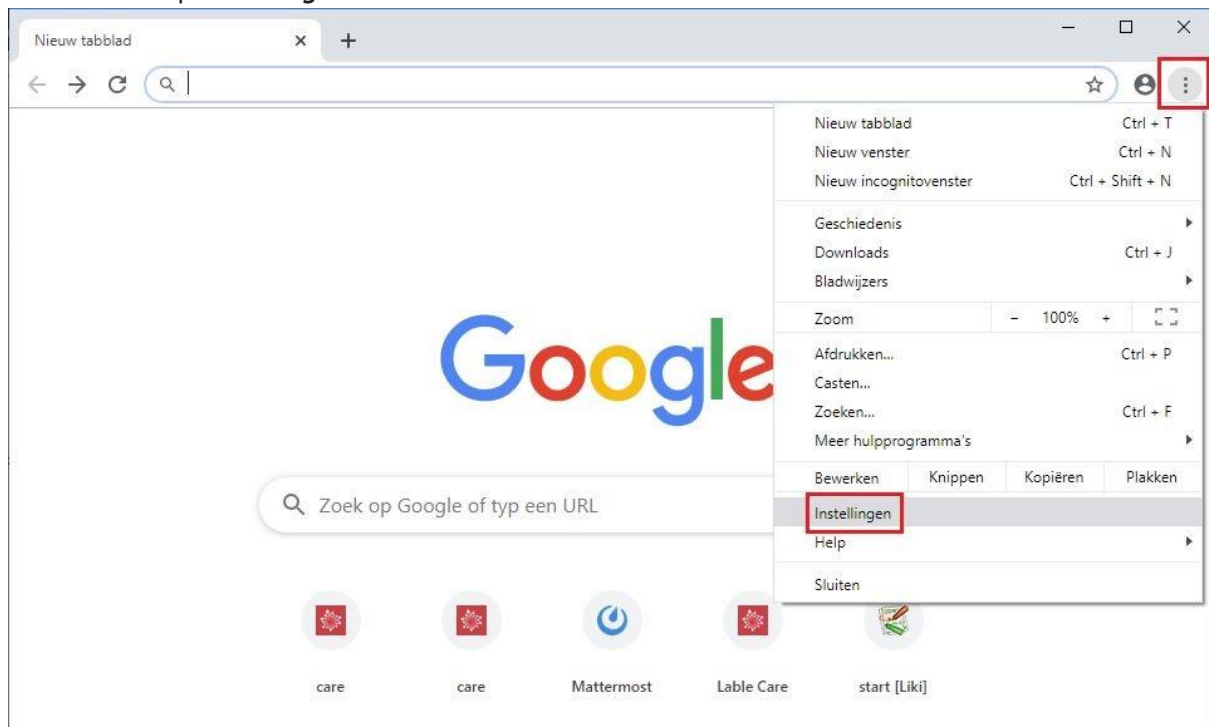 Nieuw tabblad
Nieuw tabblad Ctrl + T
Nieuw venster Ctrl + N
Nieuw incognitovenster Ctrl + Shift + N
Geschiedenis
Downloads Ctrl + J
Bladwijzers
Zoom - 100% +
Afdrukken... Ctrl + P
Casten...
Zoeken... Ctrl + F
Meer hulpprogramma's
Bewerken Knippen Kopiëren Plakken
Instellingen
Help
Sluiten
Google
Zoek op Google of typ een URL
care care Mattermost Lable Care start [Liki]